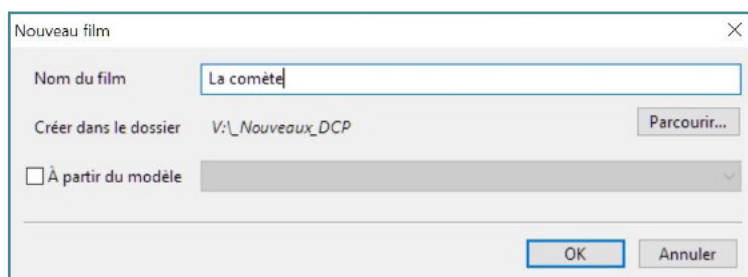 Nouveau film
Nom du film La comète
Créer dans le dossier V:\_Nouveaux_DCP Parcourir...
À partir du modèle
OK Annuler